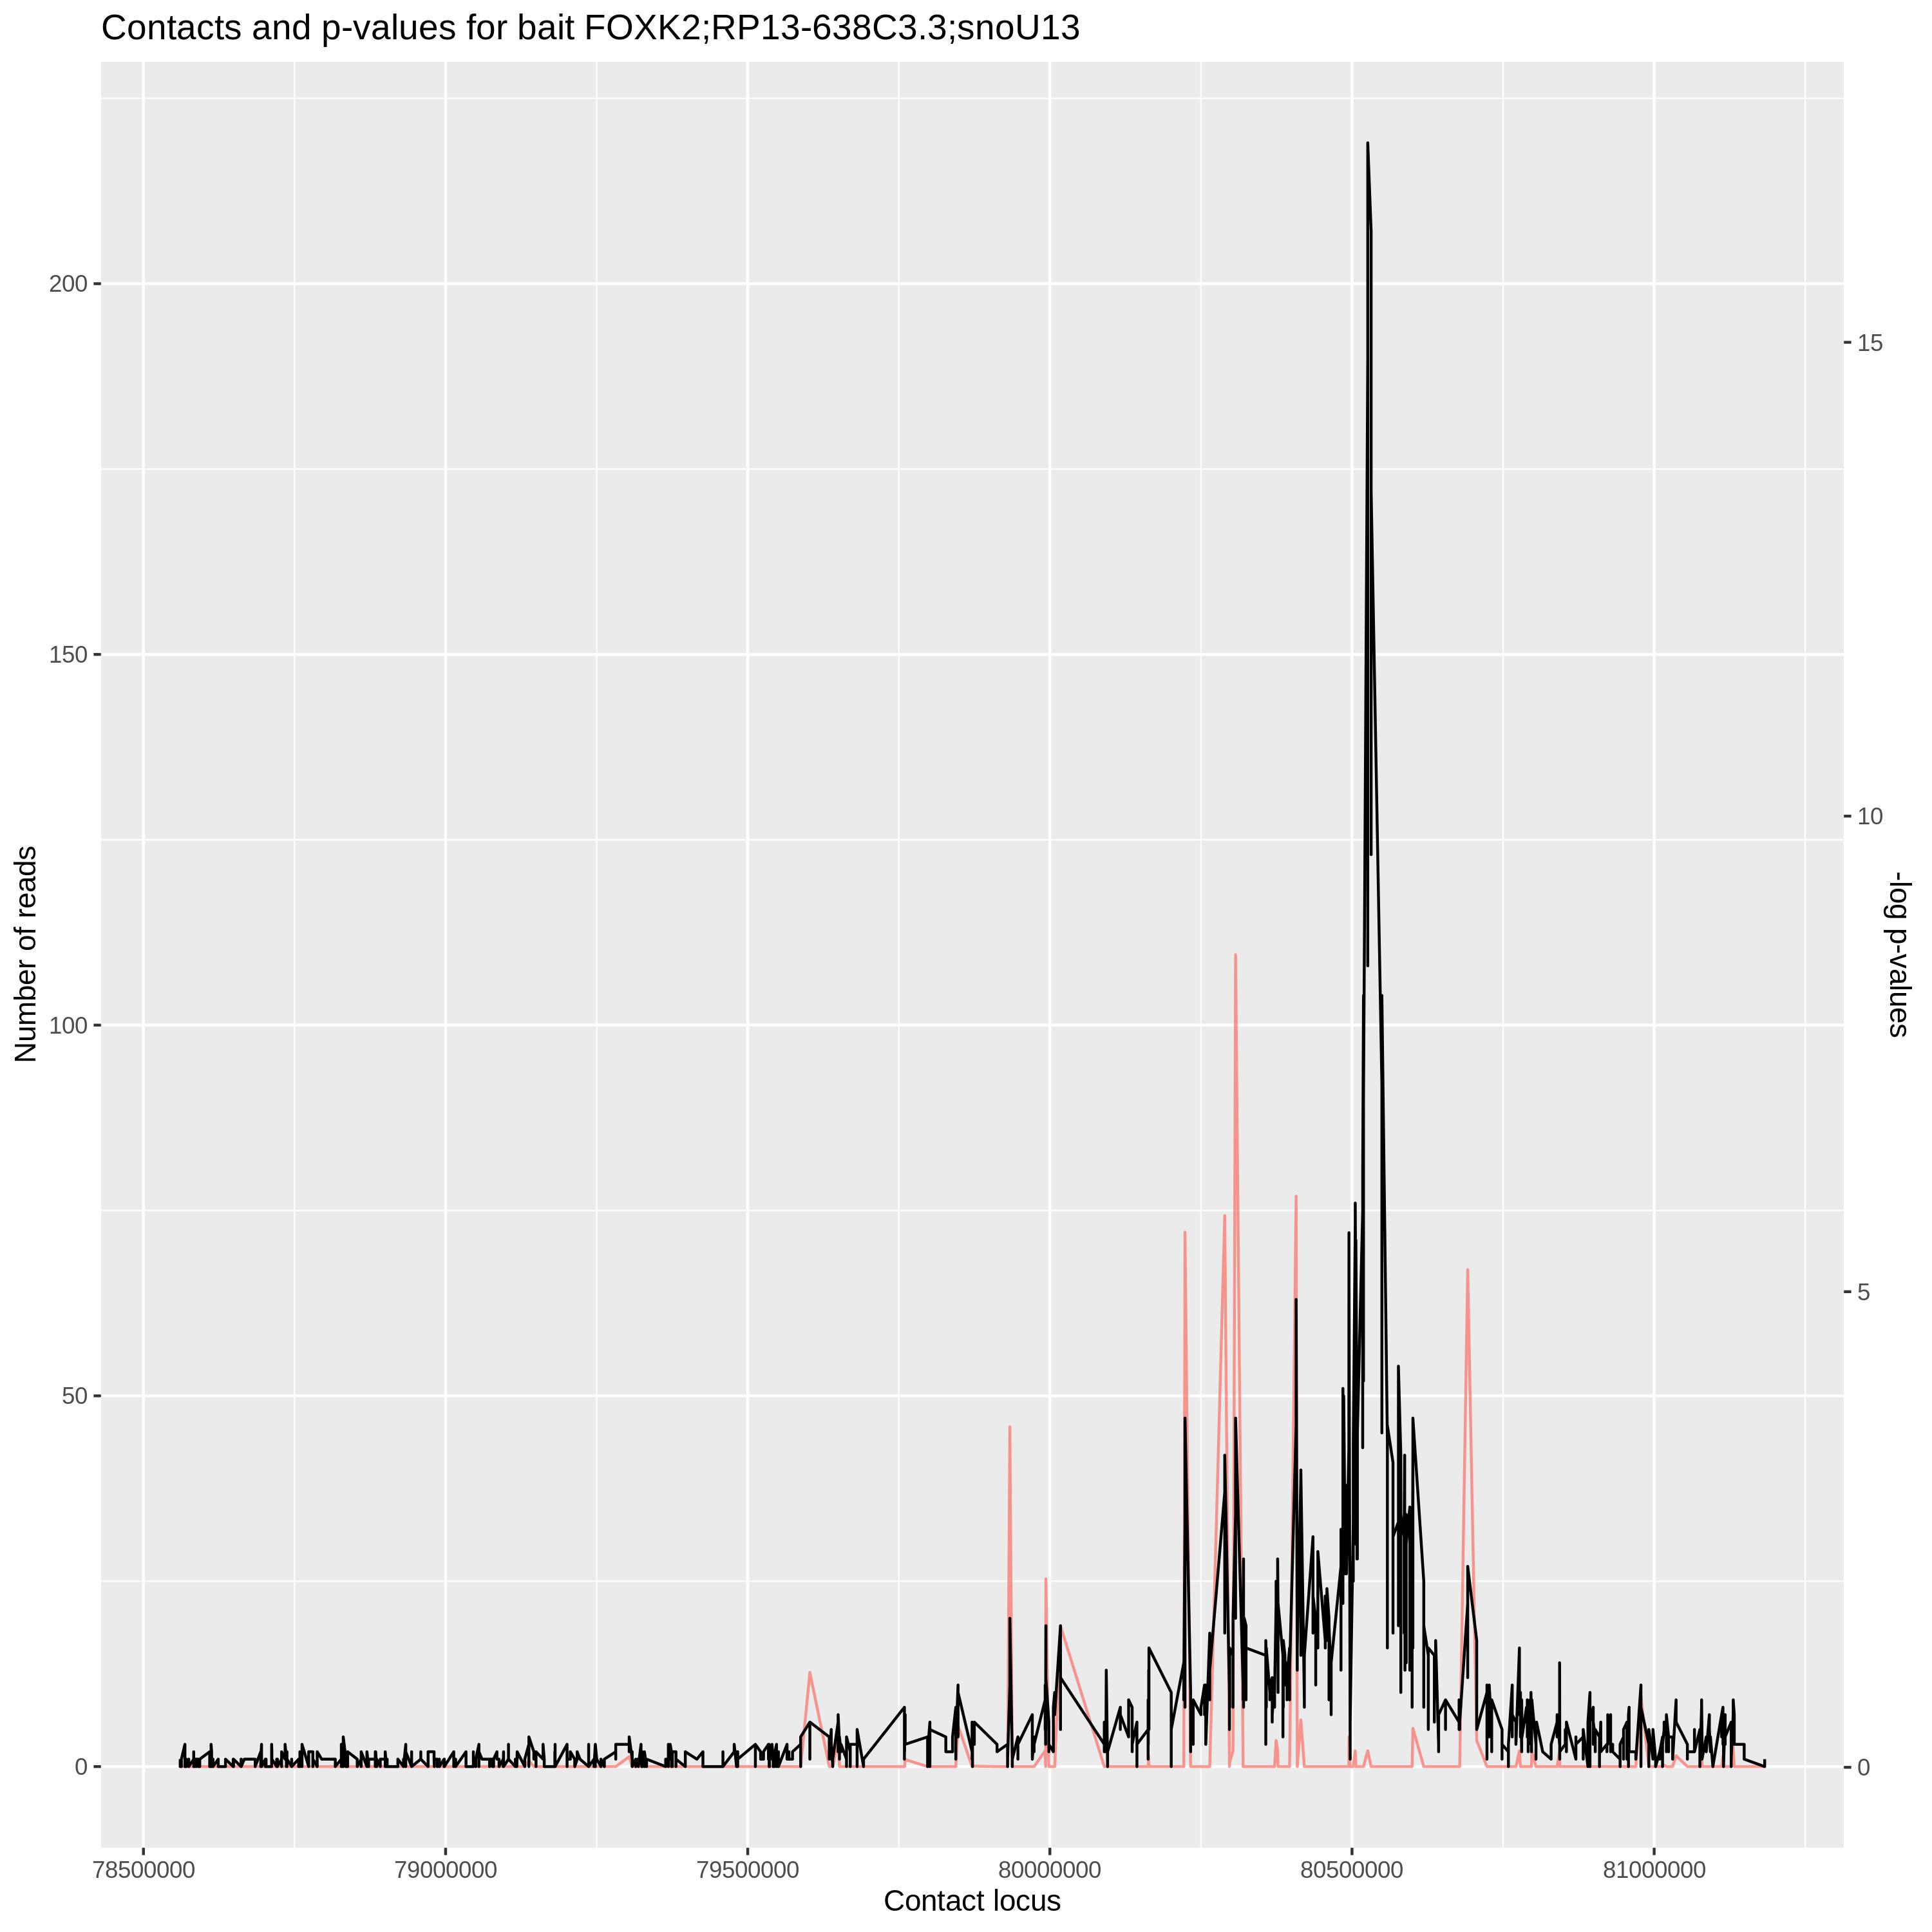 Contacts and p-values for bait FOXK2;RP13-638C3.3;snoU13
Number of reads
200
150
100
50
0
15
10
5
0
-log p-values
78500000 79000000 79500000 80000000 80500000 81000000
Contact locus